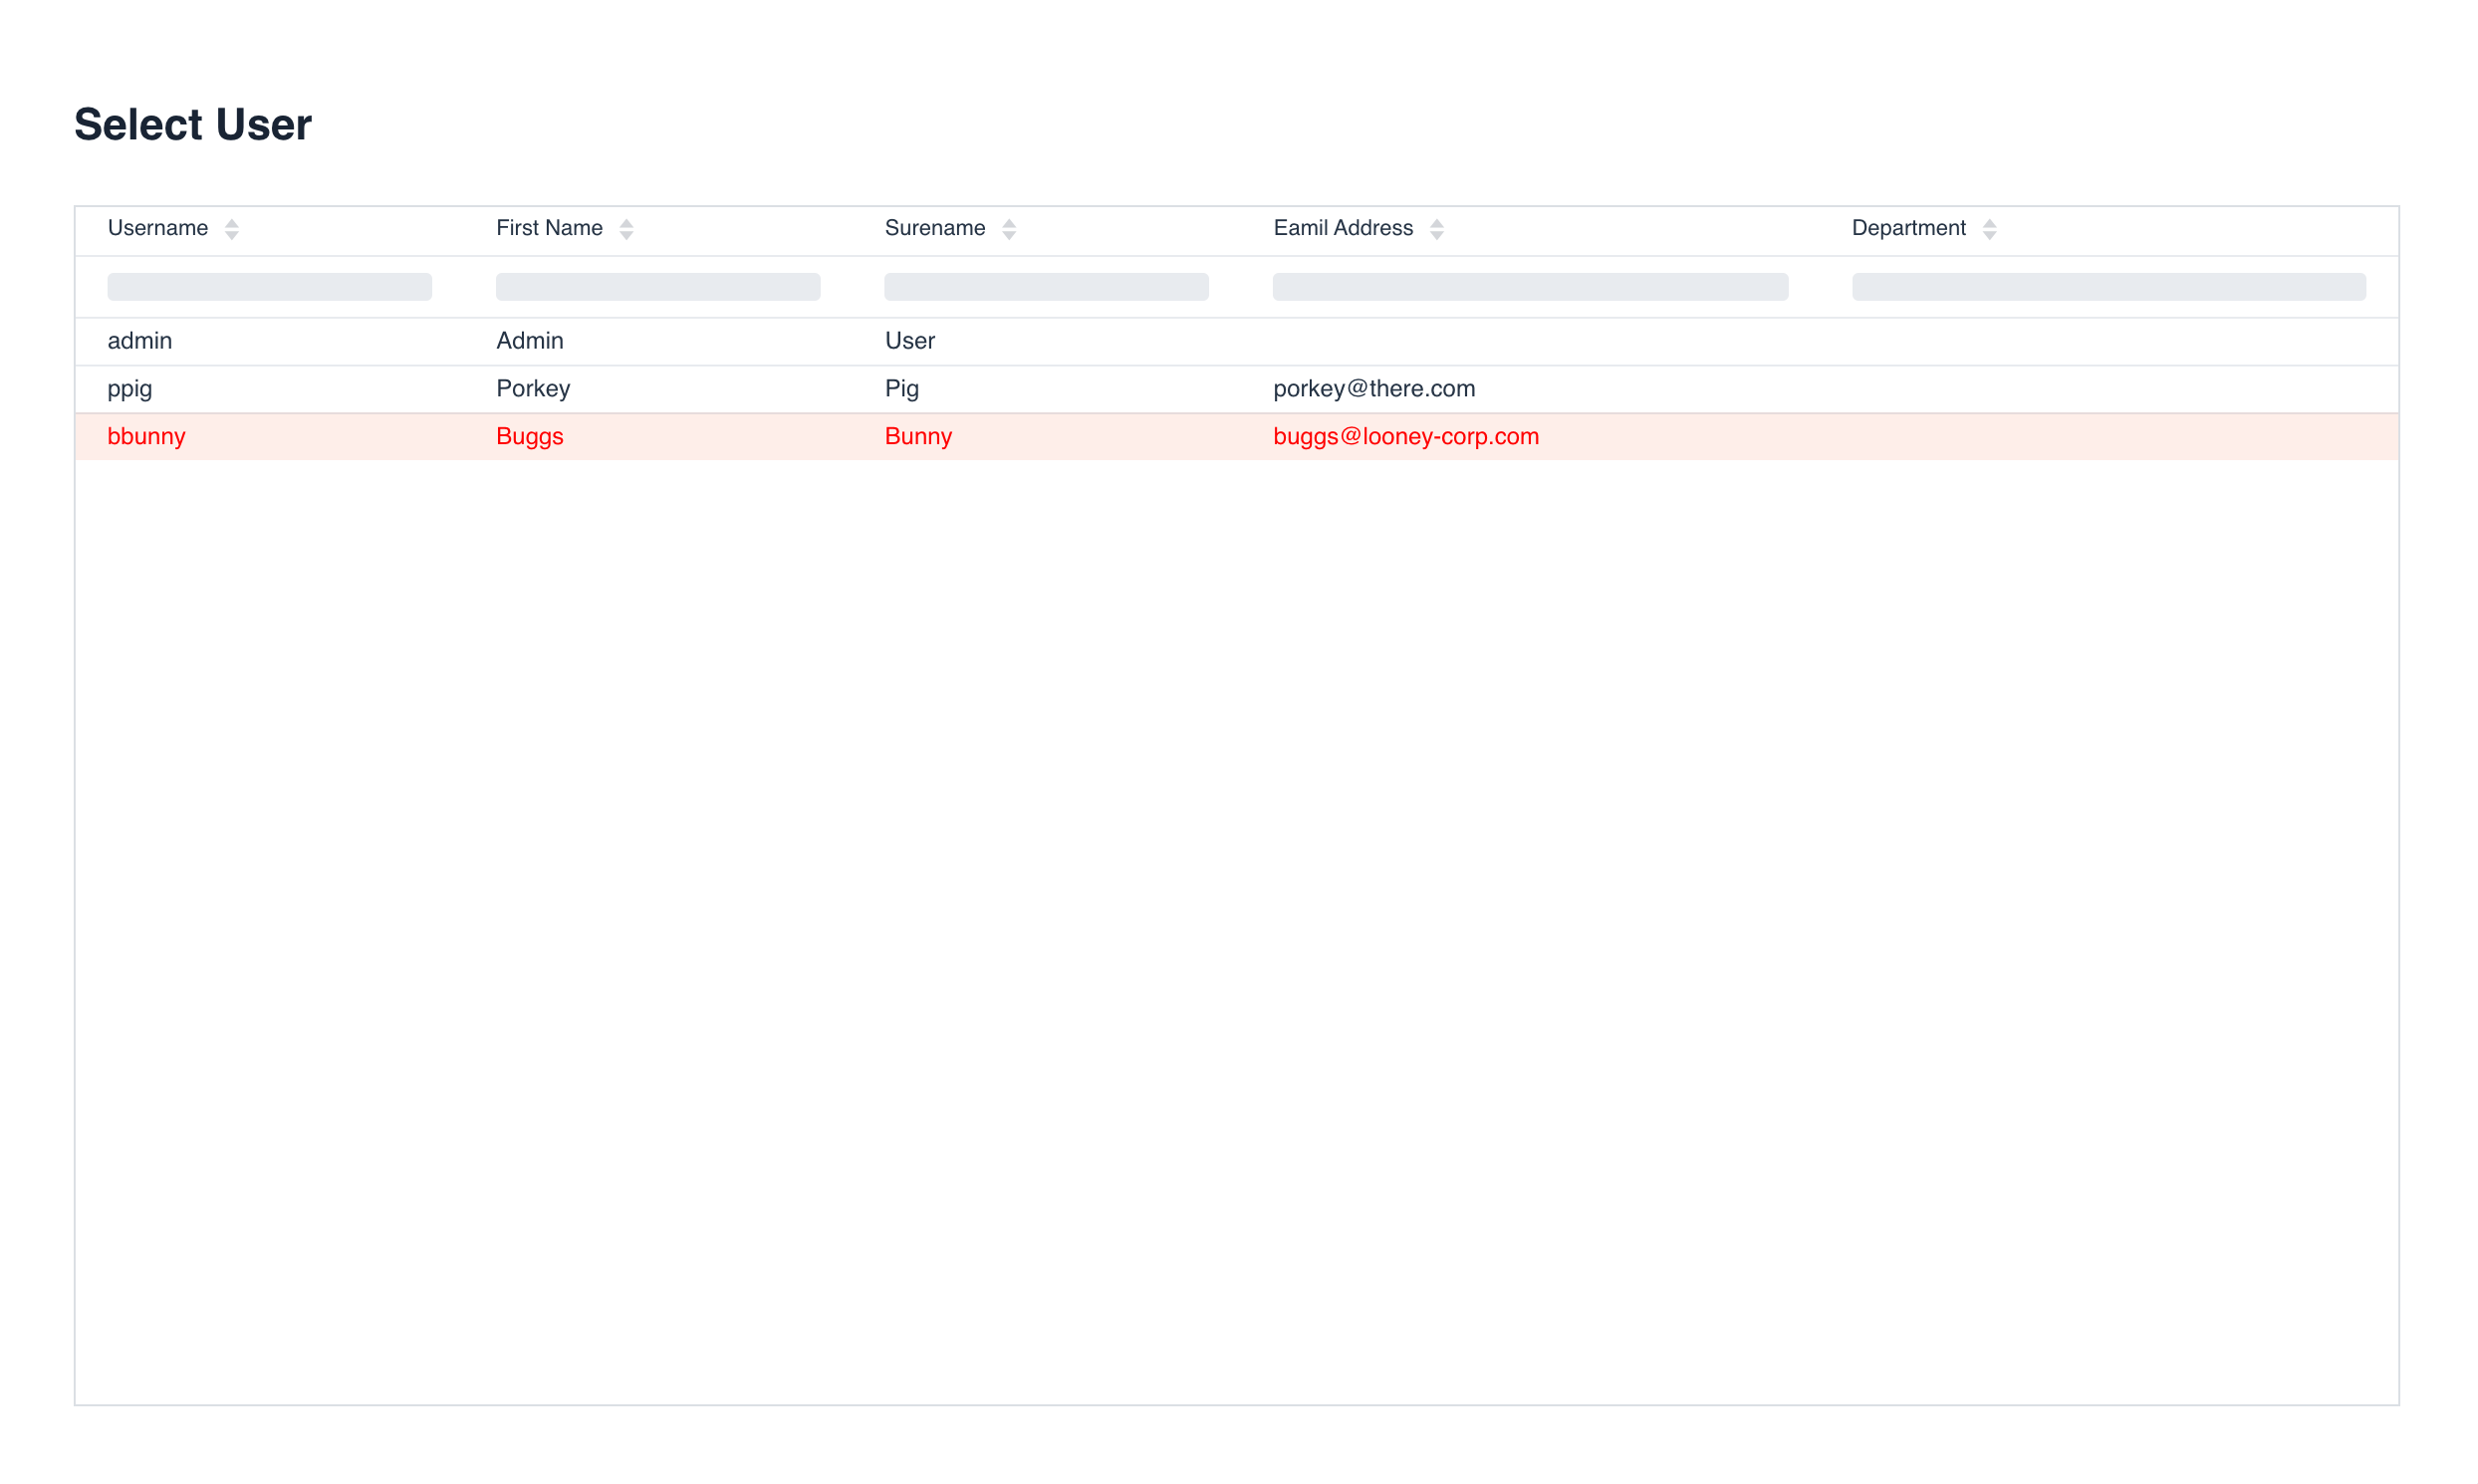 Select User
Username First Name Surename Eamil Address Department
admin Admin User
ppig Porkey Pig porkey@there.com
bbunny Buggs Bunny buggs@looney-corp.com